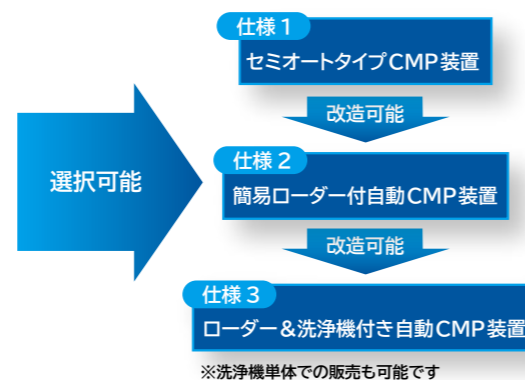 仕様1
セミオートタイプCMP装置
改造可能
選択可能
仕様2
簡易ローダー付自動CMP装置
改造可能
仕様3
ローダー&洗浄機付き自動CMP装置
※洗浄機単体での販売も可能です